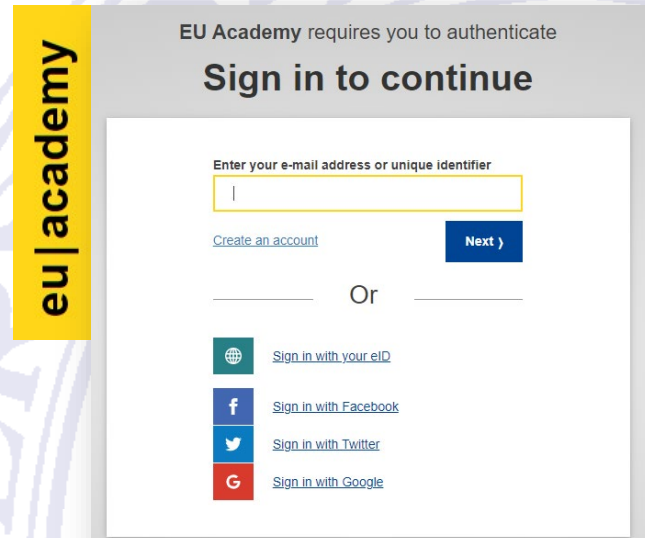 eu|academy
EU Academy requires you to authenticate
Sign in to continue
Enter your e-mail address or unique identifier
Create an account
Next ⟩
Or
Sign in with your eID
f
Sign in with Facebook
Sign in with Twitter
G
Sign in with Google